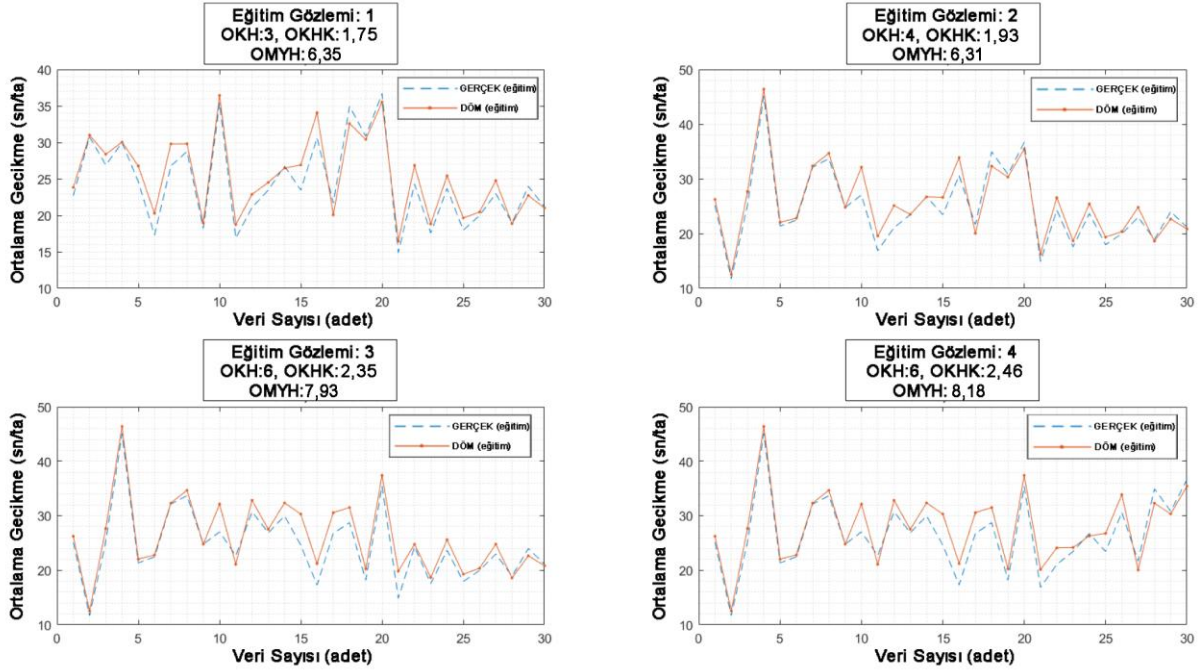 Eğitim Gözlemi: 1
OKH:3, OKHK:1,75
OMYH:6,35
Ortalama Gecikme (sn/ta)
40
35
30
25
20
15
10
GERÇEK (eğitim)
DÖM (eğitim)
0 5 10 15 20 25 30
Veri Sayısı (adet)
Eğitim Gözlemi: 2
OKH:4, OKHK:1,93
OMYH:6,31
Ortalama Gecikme (sn/ta)
50
40
30
20
10
GERÇEK (eğitim)
DÖM (eğitim)
0 5 10 15 20 25 30
Veri Sayısı (adet)
Eğitim Gözlemi: 3
OKH:6, OKHK:2,35
OMYH:7,93
Ortalama Gecikme (sn/ta)
50
40
30
20
10
GERÇEK (eğitim)
DÖM (eğitim)
0 5 10 15 20 25 30
Veri Sayısı (adet)
Eğitim Gözlemi: 4
OKH:6, OKHK:2,46
OMYH:8,18
Ortalama Gecikme (sn/ta)
50
40
30
20
10
GERÇEK (eğitim)
DÖM (eğitim)
0 5 10 15 20 25 30
Veri Sayısı (adet)